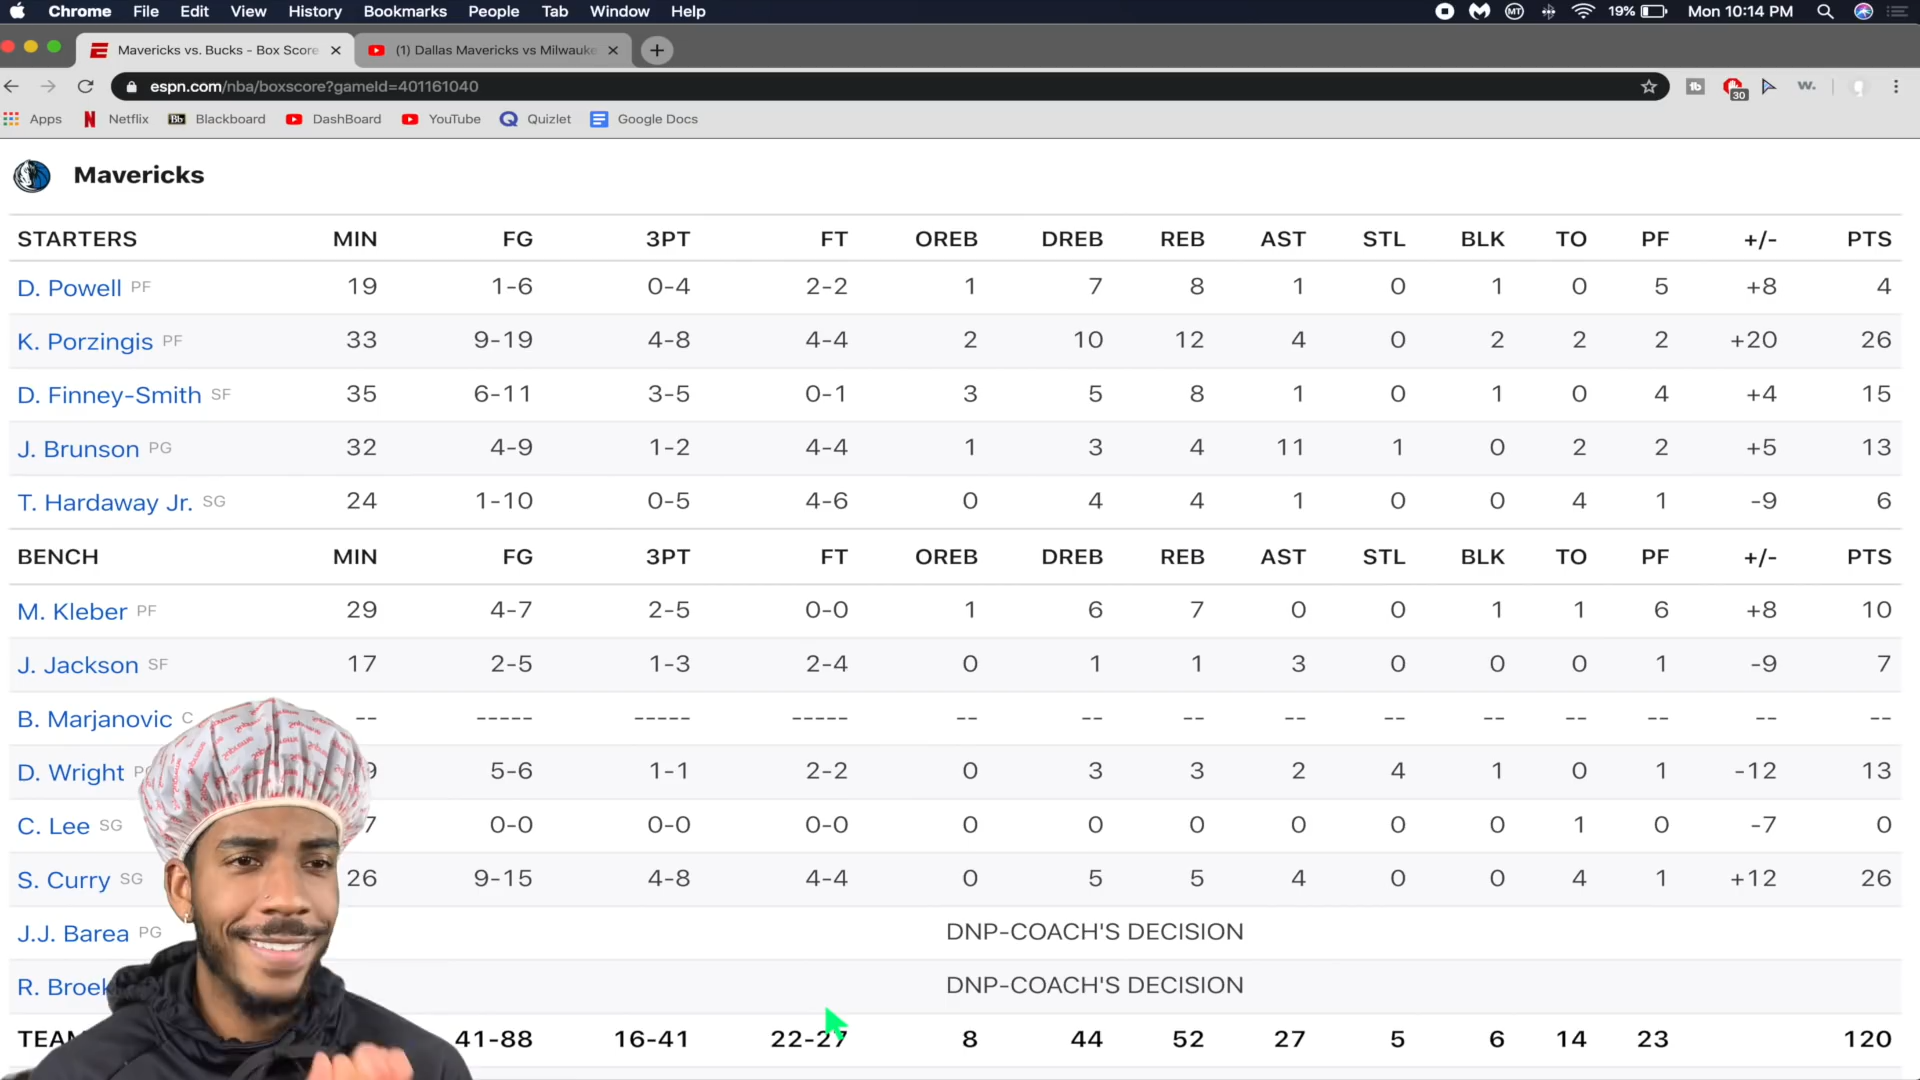 Chrome File Edit View History Bookmarks People Tab Window Help 19% Mon 10:14 PM
Mavericks vs. Bucks - Box Score (1) Dallas Mavericks vs Milwauke
espn.com/nba/boxscore?gameId=401161040 30
Apps Netflix Blackboard DashBoard YouTube Quizlet Google Docs
Mavericks
STARTERS MIN FG 3PT FT OREB DREB REB AST STL BLK TO PF +/- PTS
D. Powell PF 19 1-6 0-4 2-2 1 7 8 1 0 1 0 5 +8 4
K. Porzingis PF 33 9-19 4-8 4-4 2 10 12 4 0 2 2 2 +20 26
D. Finney-Smith SF 35 6-11 3-5 0-1 3 5 8 1 0 1 0 4 +4 15
J. Brunson PG 32 4-9 1-2 4-4 1 3 4 11 1 0 2 2 +5 13
T. Hardaway Jr. SG 24 1-10 0-5 4-6 0 4 4 1 0 0 4 1 -9 6
BENCH MIN FG 3PT FT OREB DREB REB AST STL BLK TO PF +/- PTS
M. Kleber PF 29 4-7 2-5 0-0 1 6 7 0 0 1 1 6 +8 10
J. Jackson SF 17 2-5 1-3 2-4 0 1 1 3 0 0 0 1 -9 7
B. Marjanovic C -- ----- ----- ----- -- -- -- -- -- -- -- -- -- --
D. Wright 5-6 1-1 2-2 0 3 3 2 4 1 0 1 -12 13
C. Lee SG 7 0-0 0-0 0-0 0 0 0 0 0 0 1 0 -7 0
S. Curry SG 26 9-15 4-8 4-4 0 5 5 4 0 0 4 1 +12 26
J.J. Barea PG DNP-COACH'S DECISION
R. Broek DNP-COACH'S DECISION
TEAM 41-88 16-41 22-27 8 44 52 27 5 6 14 23 120